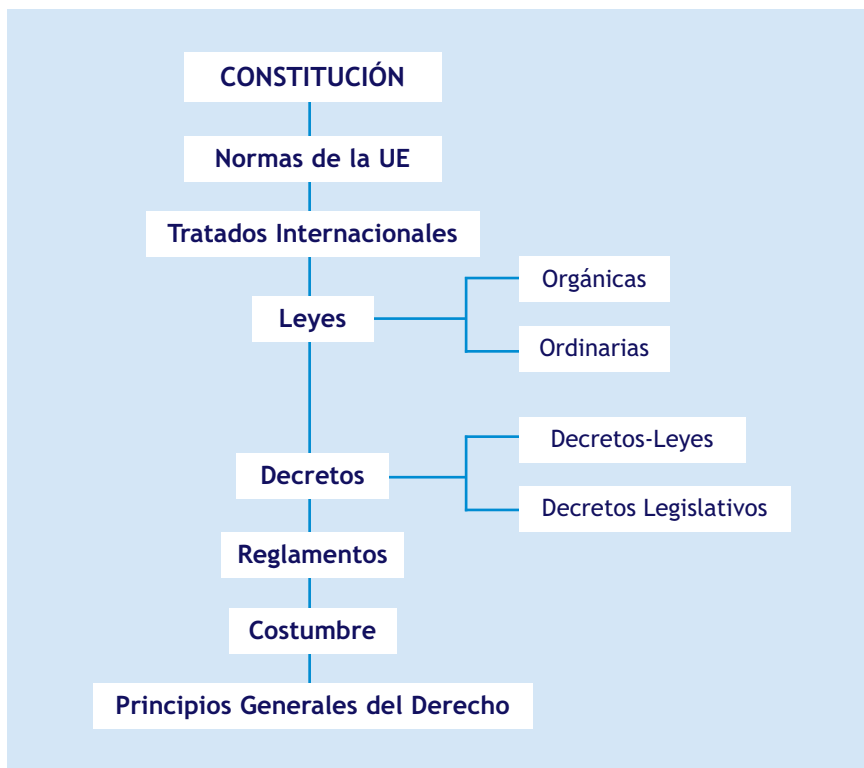 CONSTITUCIÓN
Normas de la UE
Tratados Internacionales
Leyes
Orgánicas
Ordinarias
Decretos
Decretos-Leyes
Decretos Legislativos
Reglamentos
Costumbre
Principios Generales del Derecho